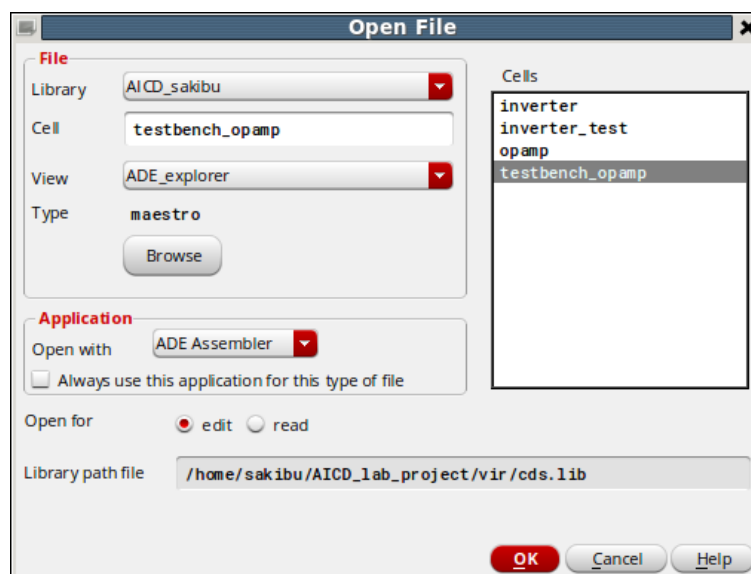 Open File
File
Library AICD_sakibu
Cell testbench_opamp
View ADE_explorer
Type maestro
Browse
Cells
inverter
inverter_test
opamp
testbench_opamp
Application
Open with ADE Assembler
Always use this application for this type of file
Open for edit read
Library path file /home/sakibu/AICD_lab_project/vir/cds.lib
OK Cancel Help